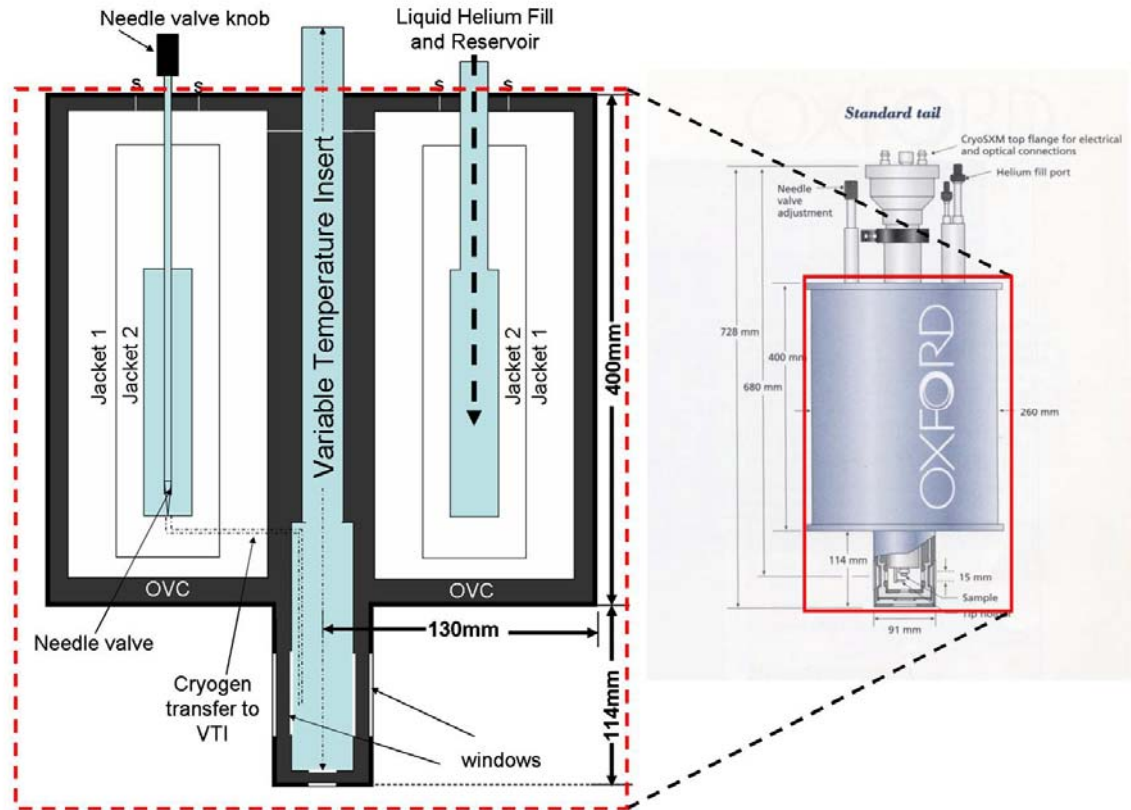 Needle valve knob
Liquid Helium Fill
and Reservoir
s
s
s
s
Variable Temperature Insert
Jacket 1
Jacket 2
Jacket 2
Jacket 1
400mm
OVC
OVC
130mm
Needle valve
Cryogen
transfer to
VTI
windows
114mm
OXFORD
Standard tail
CryoSXM top flange for electrical
and optical connections
Helium fill port
Needle
valve
adjustment
728 mm
400 mm
680 mm
OXFORD
260 mm
114 mm
15 mm
Sample
91 mm